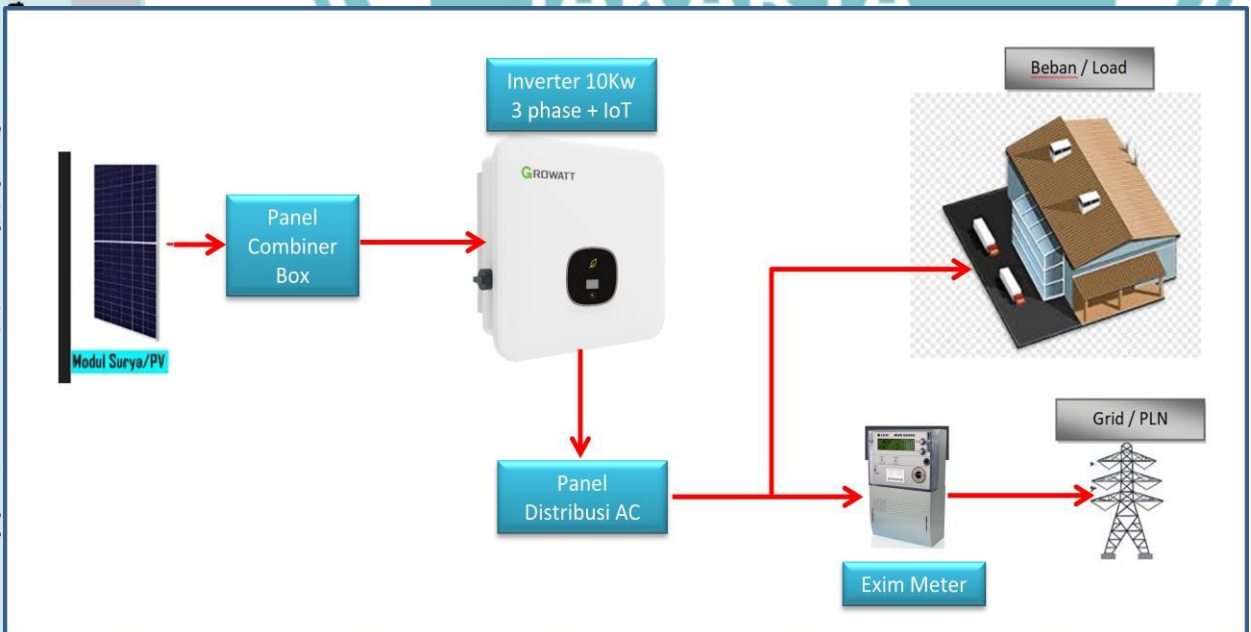 JAKARTA
Inverter 10Kw
3 phase + IoT
Beban / Load
GROWATT
Panel
Combiner
Box
Modul Surya/PV
Grid / PLN
Panel
Distribusi AC
Exim Meter